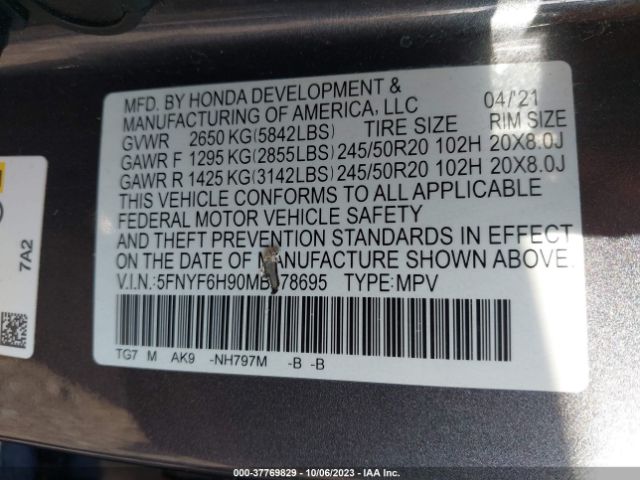 MFD. BY HONDA DEVELOPMENT &
MANUFACTURING OF AMERICA, LLC 04/'21
GVWR 2650 KG(5842LBS) TIRE SIZE RIM SIZE
GAWR F 1295 KG(2855LBS) 245/50R20 102H 20X8.0J
GAWR R 1425 KG(3142LBS) 245/50R20 102H 20X8.0J
THIS VEHICLE CONFORMS TO ALL APPLICABLE
FEDERAL MOTOR VEHICLE SAFETY
AND THEFT PREVENTION STANDARDS IN EFFECT
ON THE DATE OF MANUFACTURE SHOWN ABOVE.
V.I.N.: TYPE:MPV
TG7 M AK9 -NH797M -B -B
7A2
000-37769829 - 10/06/2023 - IAA Inc.